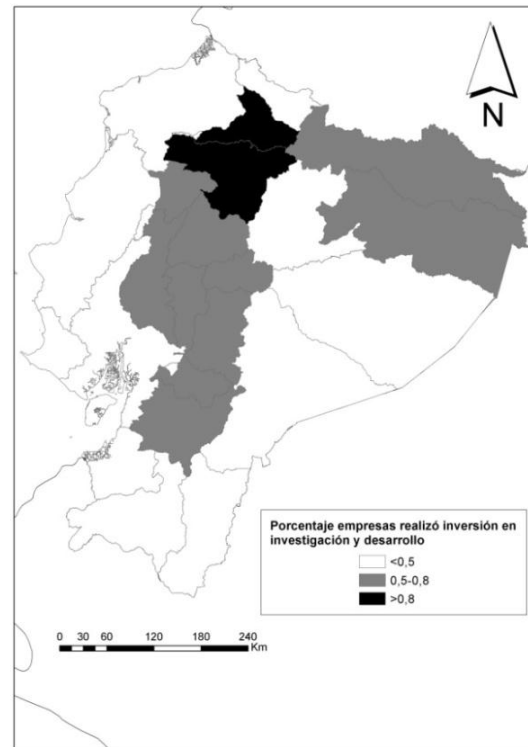 N
Porcentaje empresas realizó inversión en
investigación y desarrollo
<0,5
0,5-0,8
>0,8
0 30 60 120 180 240
Km